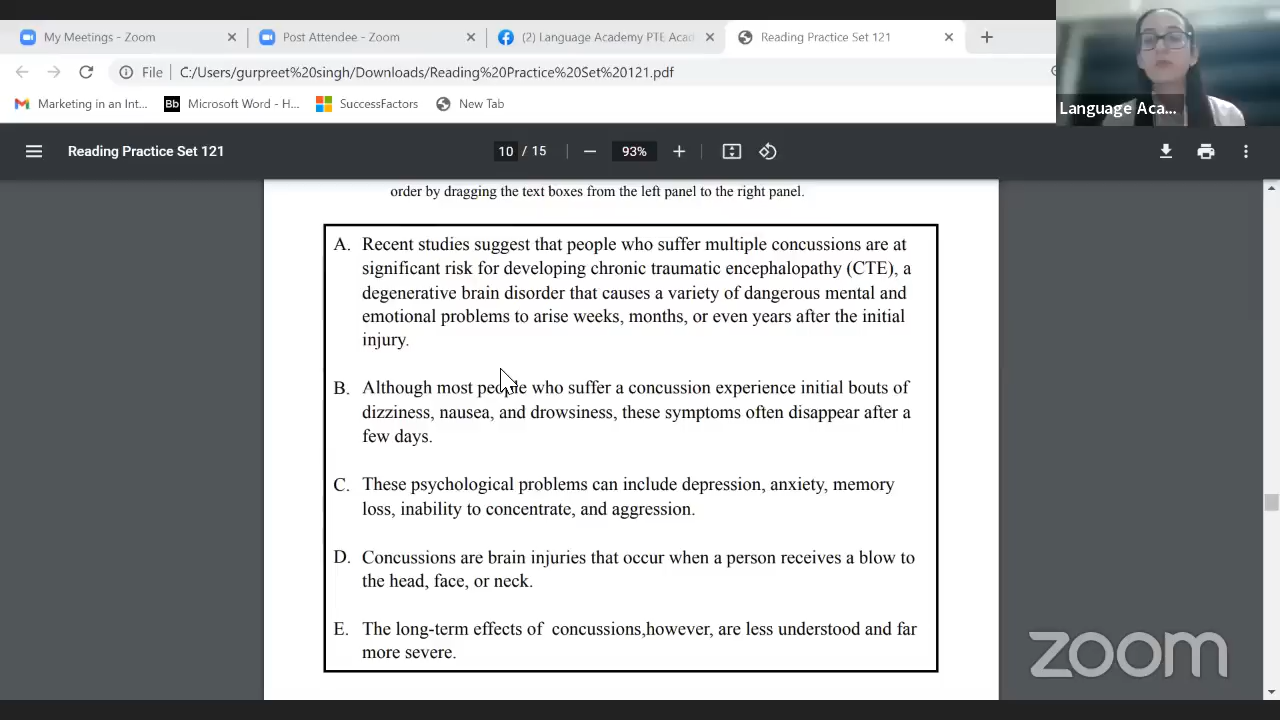 My Meetings - Zoom
Post Attendee - Zoom
(2) Language Academy PTE Acad
Reading Practice Set 121
File
C:/Users/gurpreet%20singh/Downloads/Reading%20Practice%20Set%20121.pdf
Marketing in an Int...
Bb Microsoft Word - H...
SuccessFactors
New Tab
Language Aca...
Reading Practice Set 121
10 / 15
93%
order by dragging the text boxes from the left panel to the right panel.
A. Recent studies suggest that people who suffer multiple concussions are at
significant risk for developing chronic traumatic encephalopathy (CTE), a
degenerative brain disorder that causes a variety of dangerous mental and
emotional problems to arise weeks, months, or even years after the initial
injury.
B. Although most people who suffer a concussion experience initial bouts of
dizziness, nausea, and drowsiness, these symptoms often disappear after a
few days.
C. These psychological problems can include depression, anxiety, memory
loss, inability to concentrate, and aggression.
D. Concussions are brain injuries that occur when a person receives a blow to
the head, face, or neck.
E. The long-term effects of concussions,however, are less understood and far
more severe.
zoom